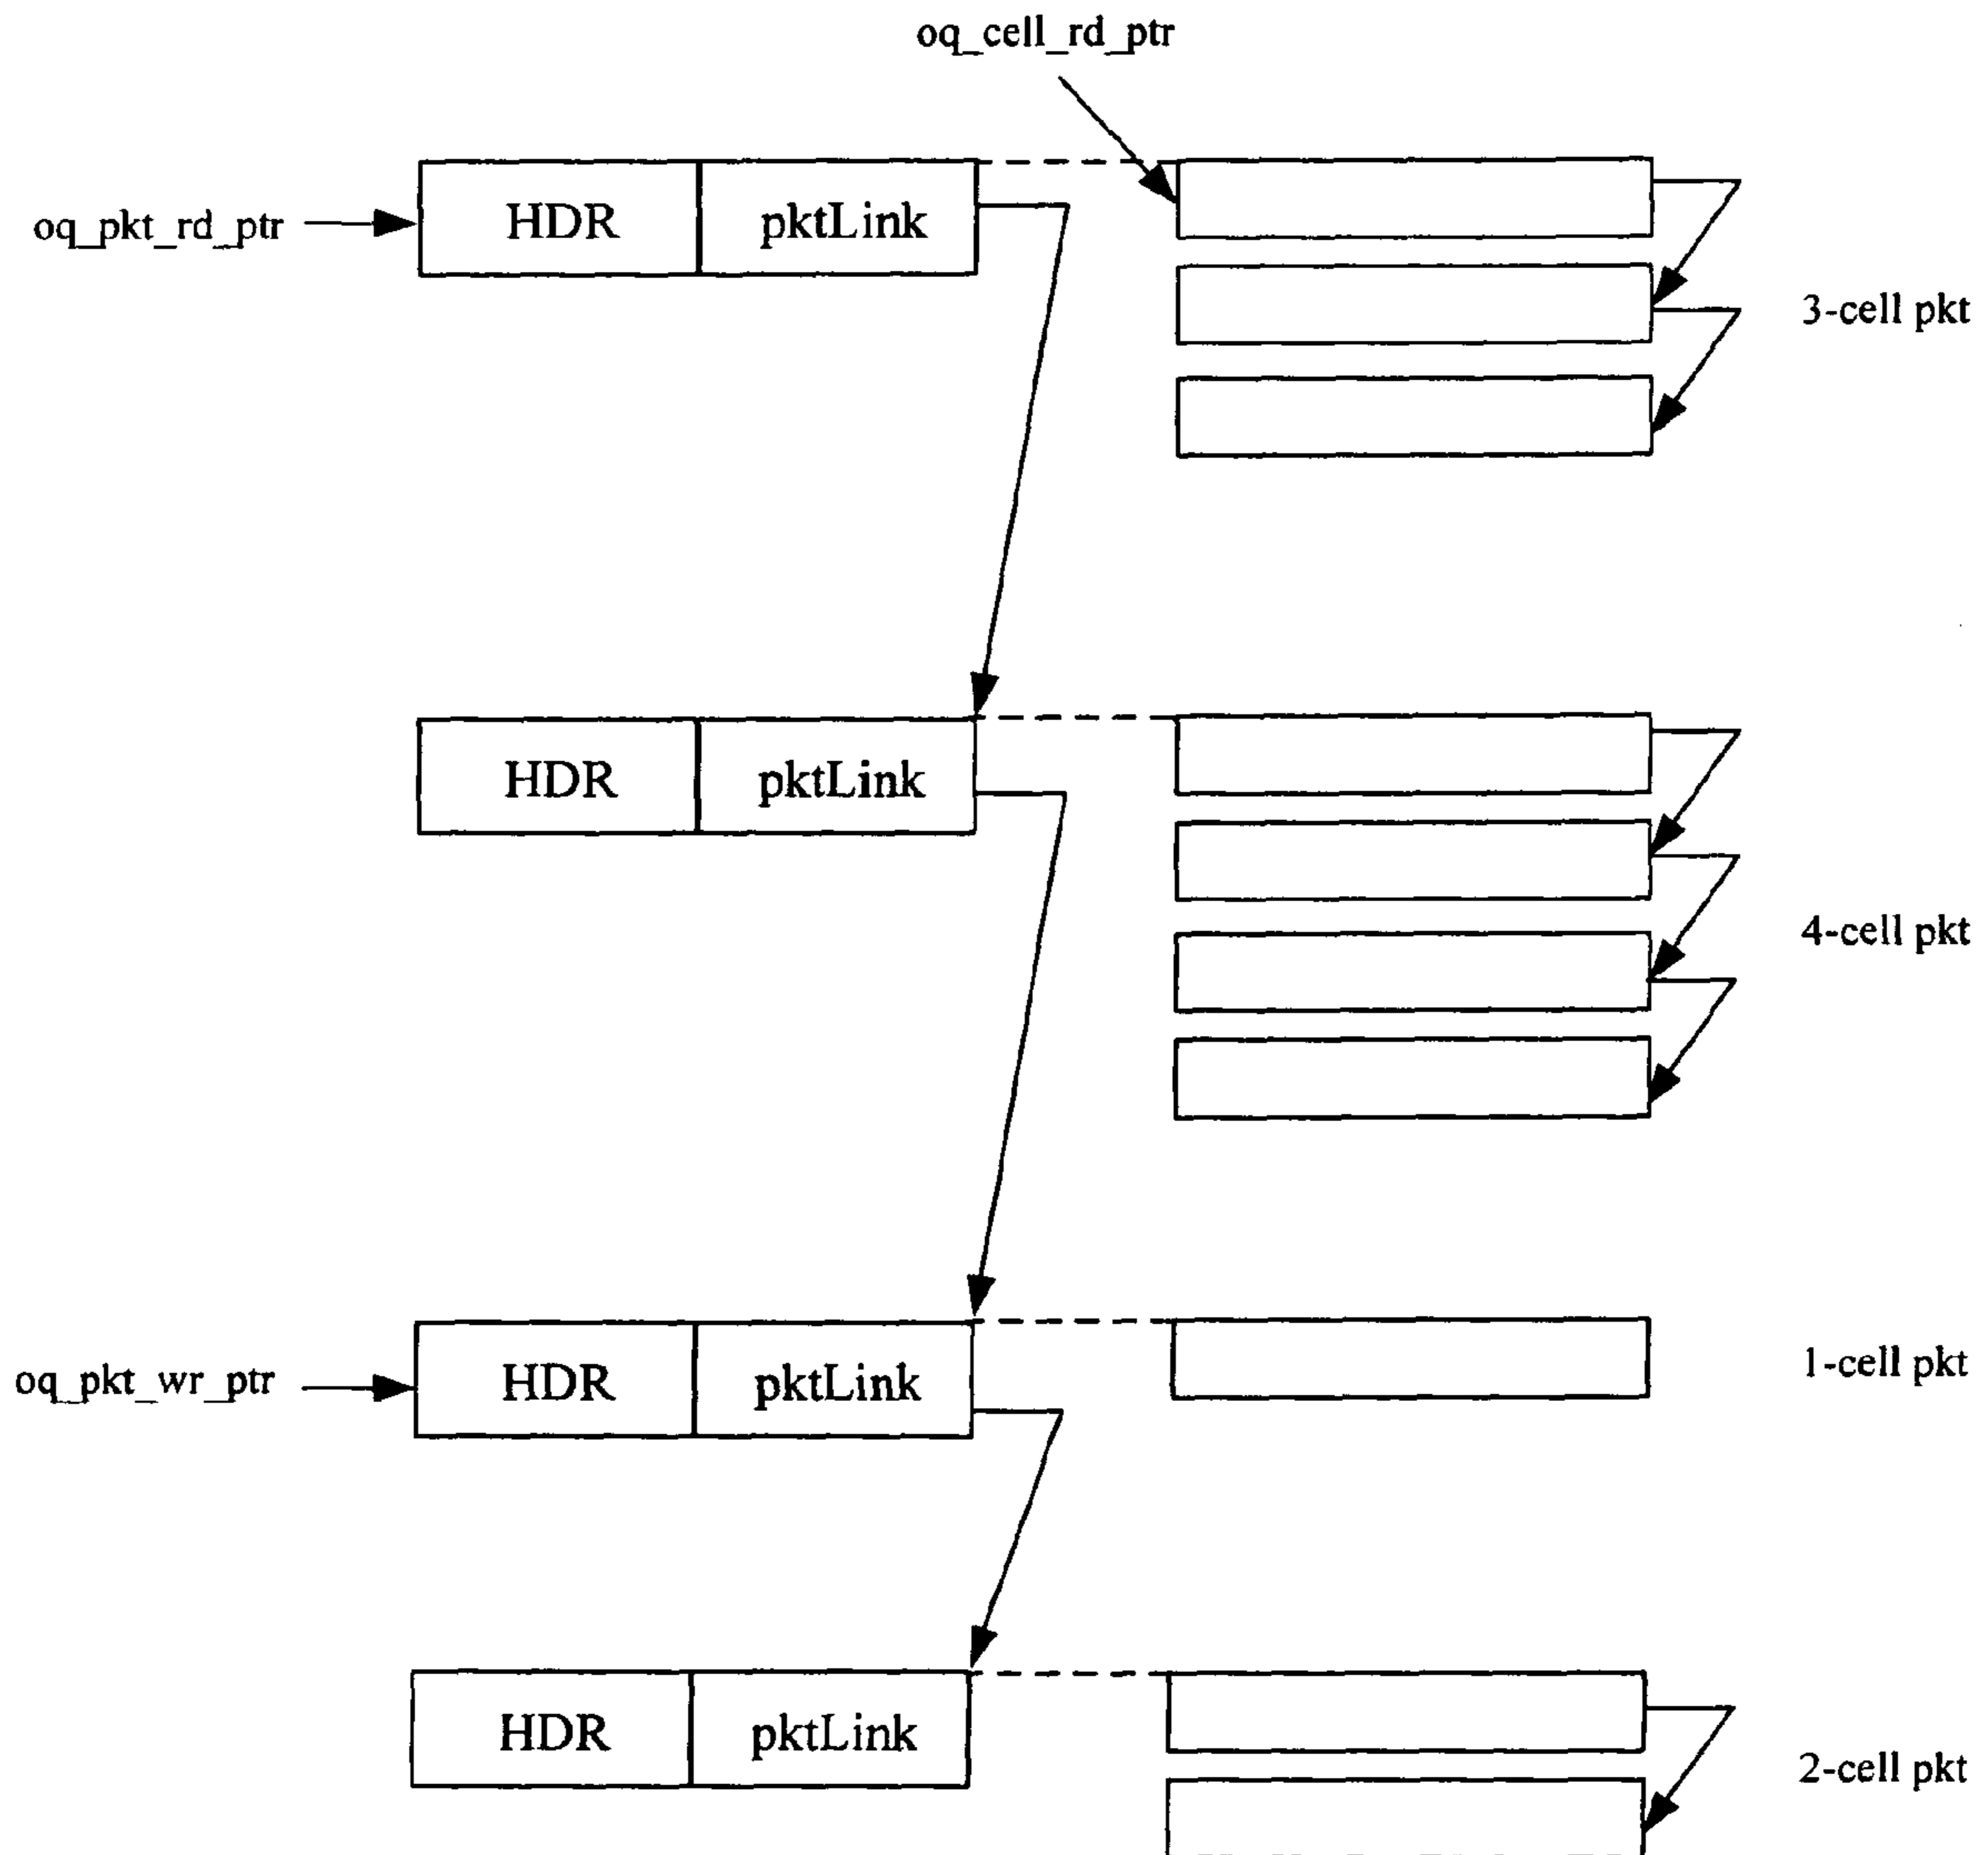 oq_cell_rd_ptr
oq_pkt_rd_ptr
HDR
pktLink
3-cell pkt
HDR
pktLink
4-cell pkt
oq_pkt_wr_ptr
HDR
pktLink
1-cell pkt
HDR
pktLink
2-cell pkt